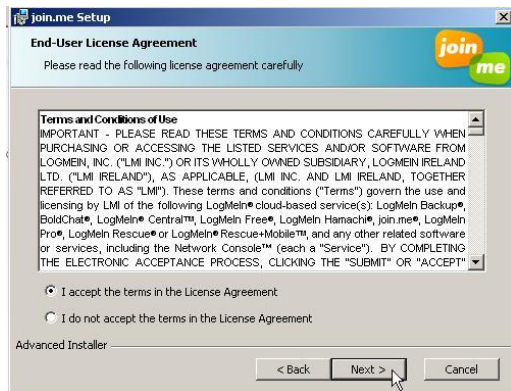 join.me Setup
End-User License Agreement
Please read the following license agreement carefully
join
me
Terms and Conditions of Use
IMPORTANT - PLEASE READ THESE TERMS AND CONDITIONS CAREFULLY WHEN
PURCHASING OR ACCESSING THE LISTED SERVICES AND/OR SOFTWARE FROM
LOGMEIN, INC. ("LMI INC.") OR ITS WHOLLY OWNED SUBSIDIARY, LOGMEIN IRELAND
LTD. ("LMI IRELAND"), AS APPLICABLE, (LMI INC. AND LMI IRELAND, TOGETHER
REFERRED TO AS "LMI"). These terms and conditions ("Terms") govern the use and
licensing by LMI of the following LogMeIn® cloud-based service(s): LogMeIn Backup®,
BoldChat®, LogMeIn® Central™, LogMeIn Free®, LogMeIn Hamachi®, join.me®, LogMeIn
Pro®, LogMeIn Rescue® or LogMeIn® Rescue+Mobile™, and any other related software
or services, including the Network Console™ (each a "Service"). BY COMPLETING
THE ELECTRONIC ACCEPTANCE PROCESS, CLICKING THE "SUBMIT" OR "ACCEPT"
I accept the terms in the License Agreement
I do not accept the terms in the License Agreement
Advanced Installer
< Back Next > Cancel